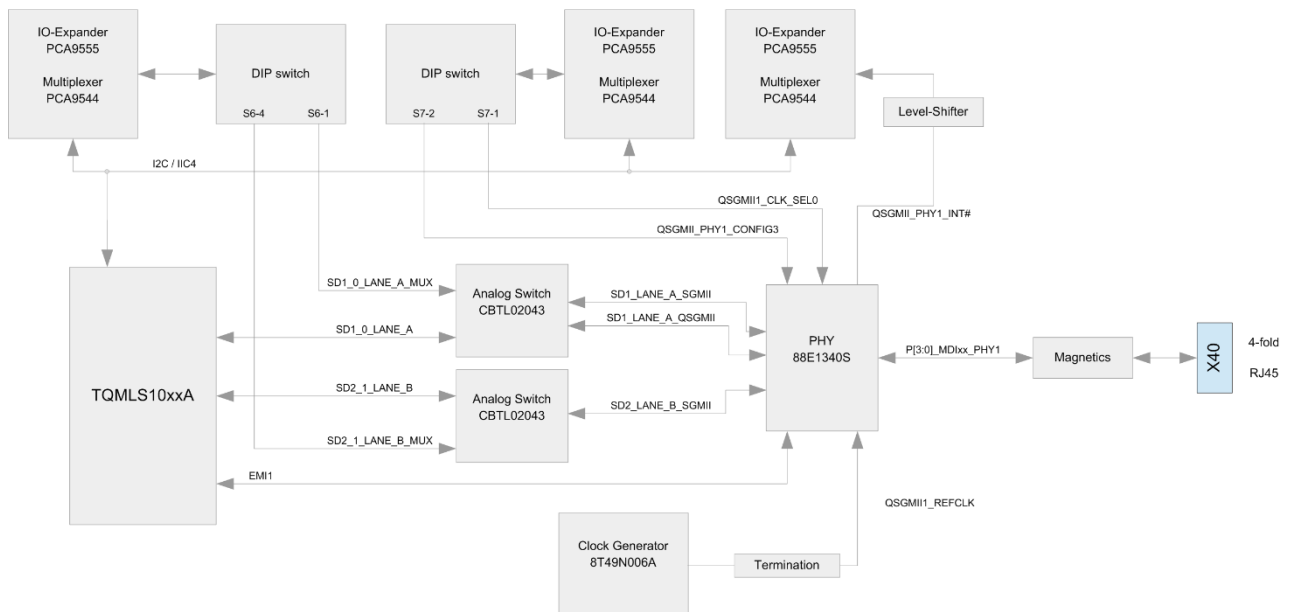 IO-Expander
PCA9555
Multiplexer
PCA9544
DIP switch
S6-4
S6-1
DIP switch
S7-2
S7-1
IO-Expander
PCA9555
Multiplexer
PCA9544
IO-Expander
PCA9555
Multiplexer
PCA9544
Level-Shifter
I2C / IIC4
QSGMII1_CLK_SEL0
QSGMII_PHY1_INT#
QSGMII_PHY1_CONFIG3
TQMLS10xxA
SD1_0_LANE_A_MUX
SD1_0_LANE_A
Analog Switch
CBTL02043
SD1_LANE_A_SGMII
SD1_LANE_A_QSGMII
SD2_1_LANE_B
SD2_1_LANE_B_MUX
Analog Switch
CBTL02043
SD2_LANE_B_SGMII
EMI1
PHY
88E1340S
P[3:0]_MDIxx_PHY1
Magnetics
X40
4-fold
RJ45
QSGMII1_REFCLK
Clock Generator
8T49N006A
Termination